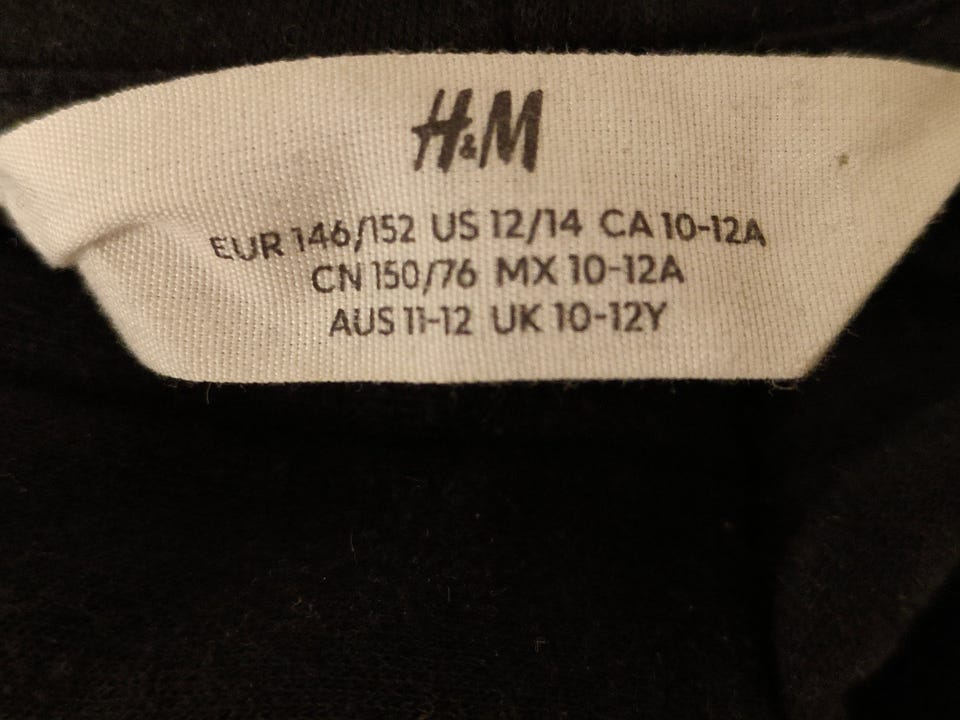 H&M
EUR 146/152 US 12/14 CA 10-12A
CN 150/76 MX 10-12A
AUS 11-12 UK 10-12Y